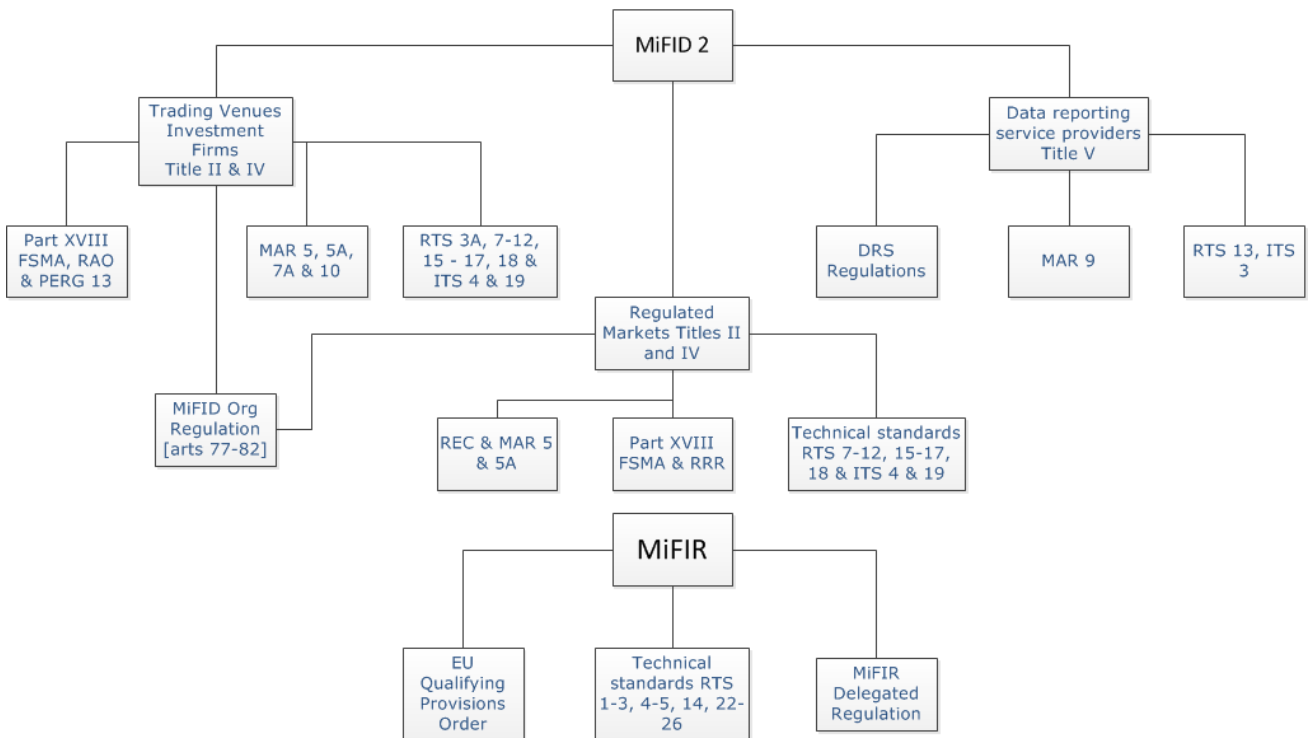 MiFID 2
Trading Venues
Investment
Firms
Title II & IV
Data reporting
service providers
Title V
Part XVIII
FSMA, RAO
& PERG 13
MAR 5, 5A,
7A & 10
RTS 3A, 7-12,
15 - 17, 18 &
ITS 4 & 19
DRS
Regulations
MAR 9
RTS 13, ITS
3
Regulated
Markets Titles II
and IV
MiFID Org
Regulation
[arts 77-82]
REC & MAR 5
& 5A
Part XVIII
FSMA & RRR
Technical standards
RTS 7-12, 15-17,
18 & ITS 4 & 19
MiFIR
EU
Qualifying
Provisions
Order
Technical
standards RTS
1-3, 4-5, 14, 22-
26
MiFIR
Delegated
Regulation